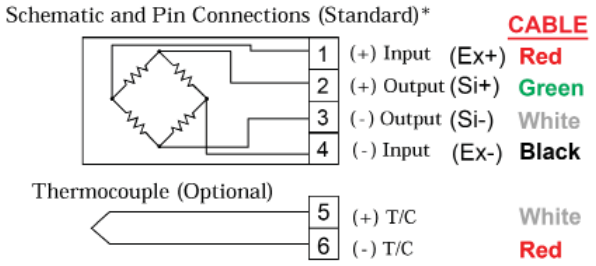 Schematic and Pin Connections (Standard)*
CABLE
1 (+) Input (Ex+) Red
2 (+) Output (Si+) Green
3 (-) Output (Si-) White
4 (-) Input (Ex-) Black
Thermocouple (Optional)
5 (+) T/C White
6 (-) T/C Red